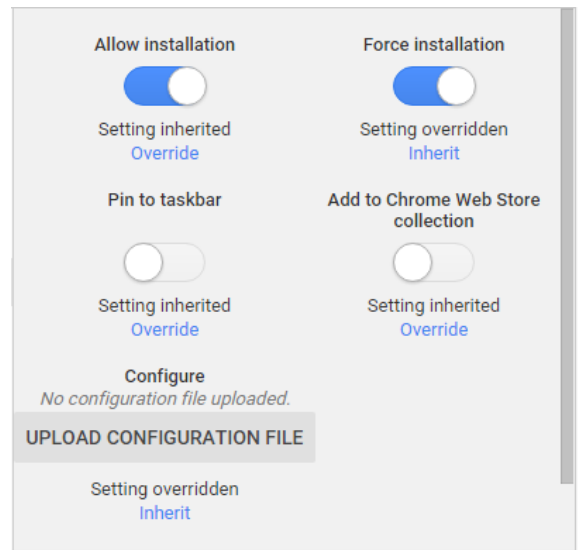 Allow installation
Setting inherited
Override
Force installation
Setting overridden
Inherit
Pin to taskbar
Setting inherited
Override
Add to Chrome Web Store
collection
Setting inherited
Override
Configure
No configuration file uploaded.
UPLOAD CONFIGURATION FILE
Setting overridden
Inherit